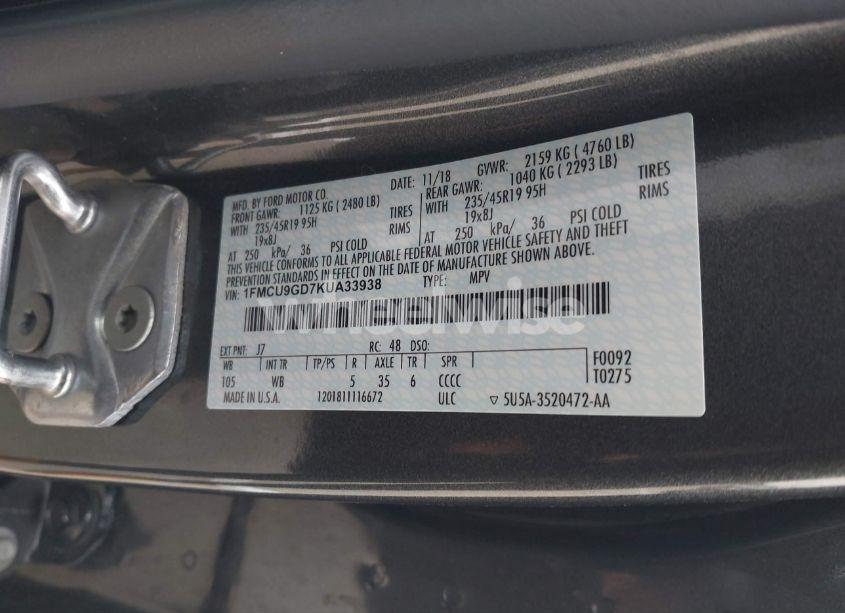 MFD. BY FORD MOTOR CO. DATE: 11/18 GVWR: 2159 KG ( 4760 LB)
FRONT GAWR: 1125 KG ( 2480 LB) REAR GAWR: 1040 KG ( 2293 LB)
WITH 235/45R19 95H TIRES WITH 235/45R19 95H TIRES
19x8J RIMS 19x8J RIMS
AT 250 kPa/ 36 PSI COLD AT 250 kPa/ 36 PSI COLD
THIS VEHICLE CONFORMS TO ALL APPLICABLE FEDERAL MOTOR VEHICLE SAFETY AND THEFT
PREVENTION STANDARDS IN EFFECT ON THE DATE OF MANUFACTURE SHOWN ABOVE.
VIN: 1FMCU9GD7KUA33938 TYPE: MPV
wheelwise
EXT PNT: J7 RC: 48 DSO:
WB INT TR TP/PS R AXLE TR SPR F0092
105 WB 5 35 6 CCCC T0275
MADE IN U.S.A. 1201811116672 ULC ▽ 5U5A-3520472-AA